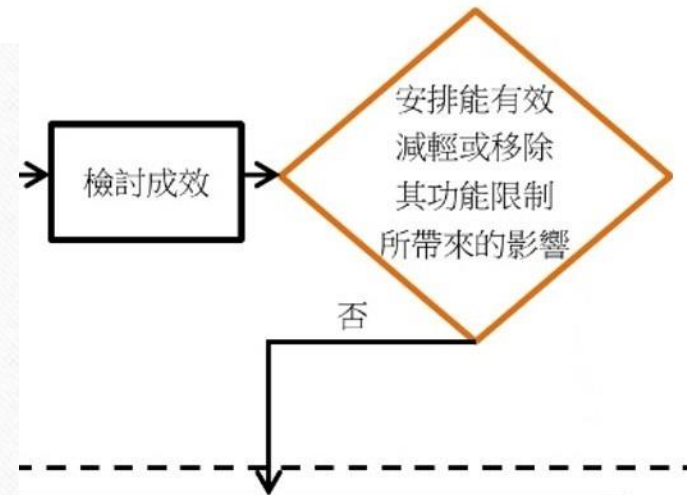 檢討成效
安排能有效
減輕或移除
其功能限制
所帶來的影響
否